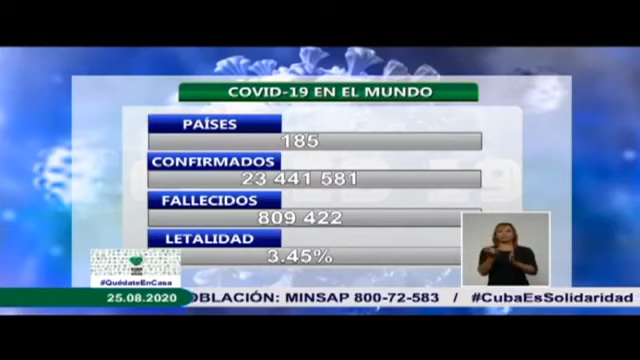 COVID-19 EN EL MUNDO
PAÍSES
185
CONFIRMADOS
23 441 581
FALLECIDOS
809 422
LETALIDAD
3.45%
#QuédateEnCasa
25.08.2020
OBLACIÓN: MINSAP 800-72-583 / #CubaEsSolidaridad